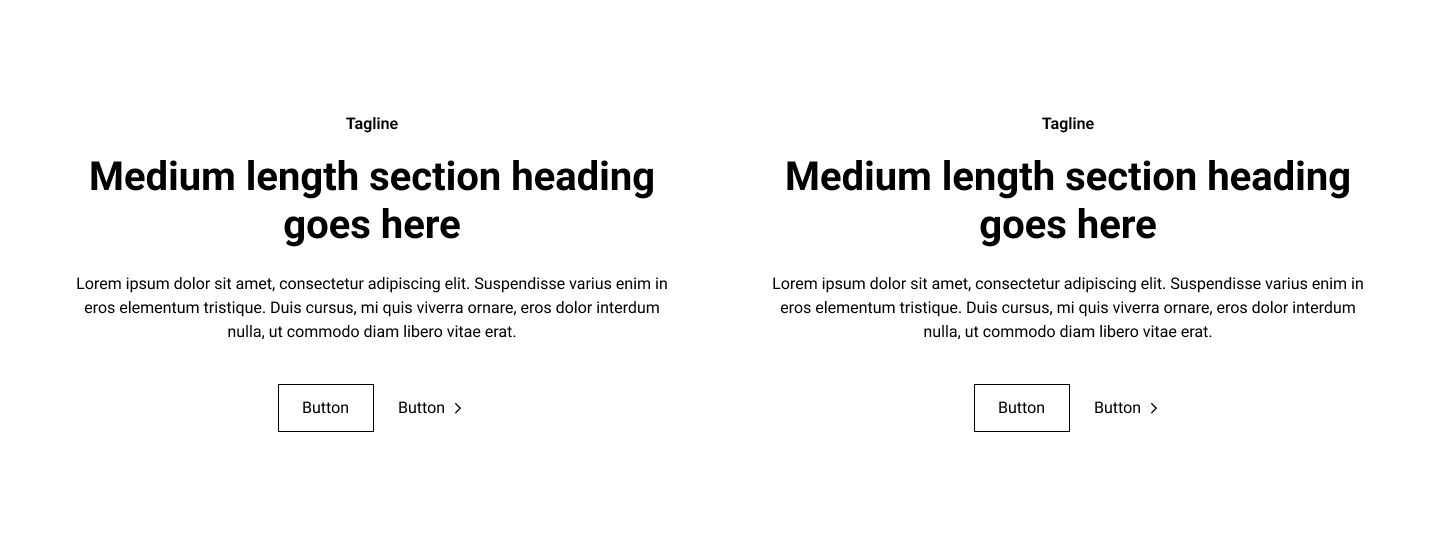 Tagline
Medium length section heading
goes here
Lorem ipsum dolor sit amet, consectetur adipiscing elit. Suspendisse varius enim in
eros elementum tristique. Duis cursus, mi quis viverra ornare, eros dolor interdum
nulla, ut commodo diam libero vitae erat.
Button
Button
Tagline
Medium length section heading
goes here
Lorem ipsum dolor sit amet, consectetur adipiscing elit. Suspendisse varius enim in
eros elementum tristique. Duis cursus, mi quis viverra ornare, eros dolor interdum
nulla, ut commodo diam libero vitae erat.
Button
Button